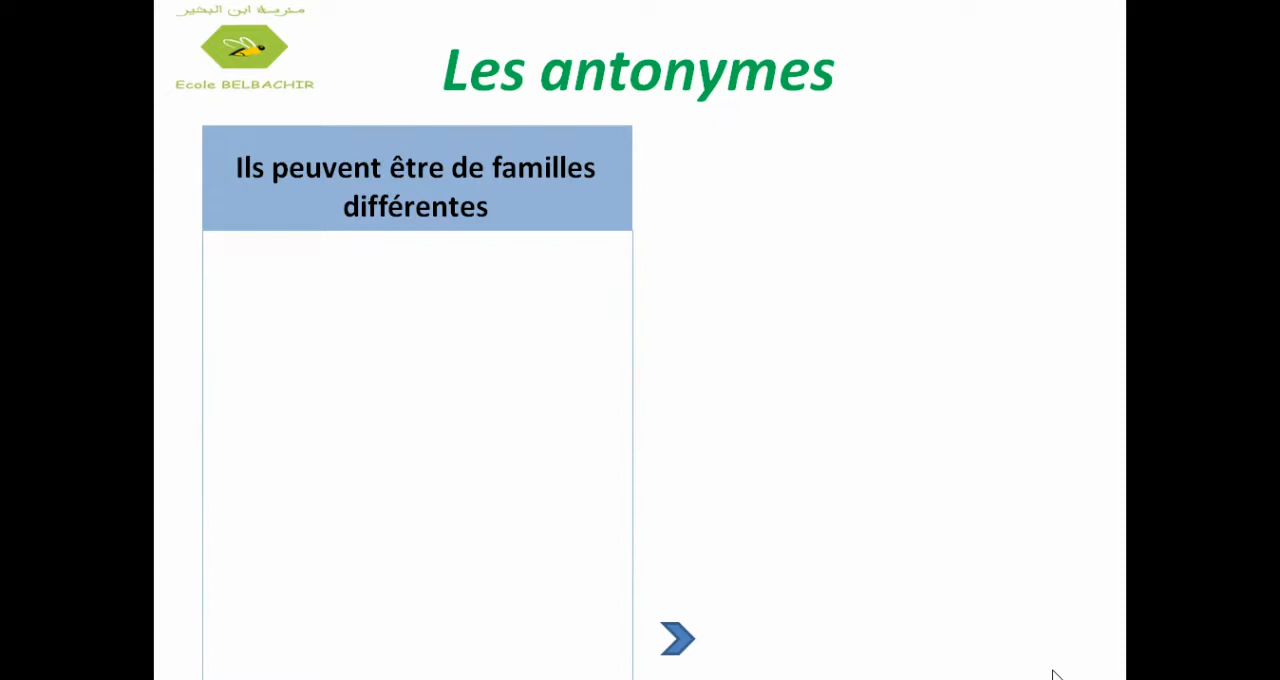 مدرسة ابن البشير
Ecole BELBACHIR
Les antonymes
Ils peuvent être de familles
différentes